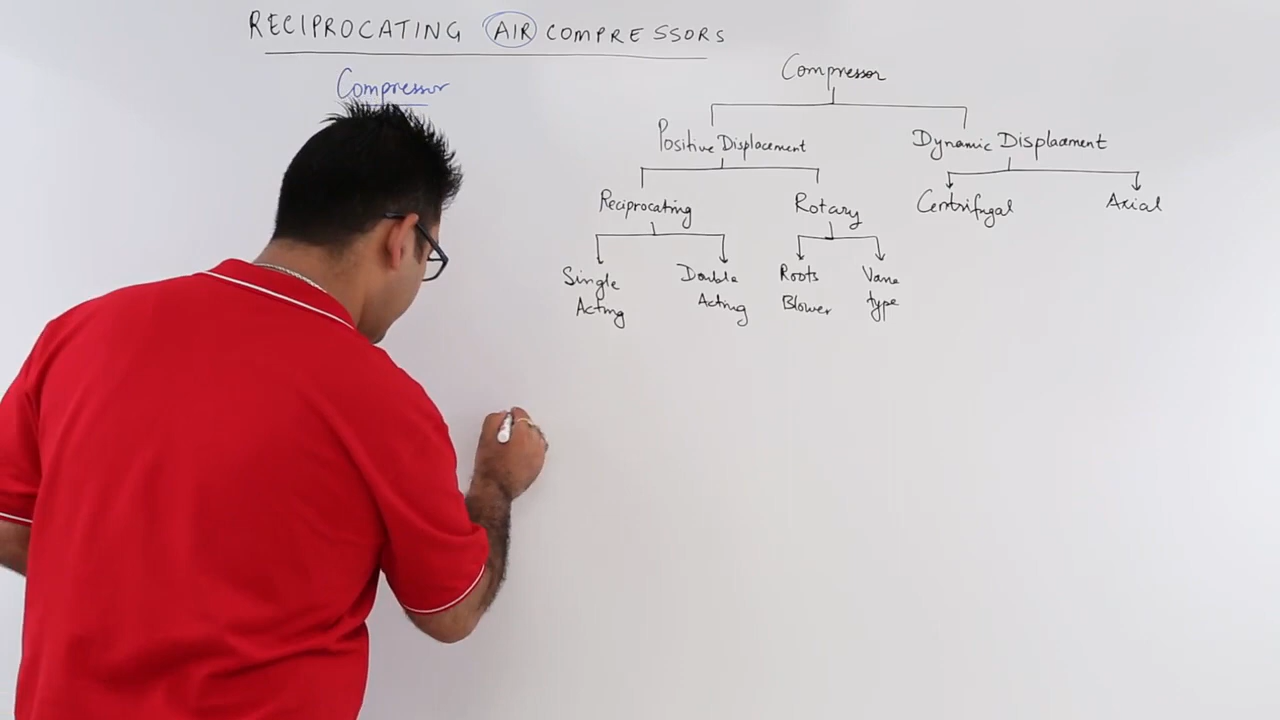 RECIPROCATING AIR COMPRESSORS
Compressor
Compressor
Positive Displacement Dynamic Displacement
Reciprocating Rotary Centrifugal Axial
Single Acting Double Acting Roots Blower Vane type